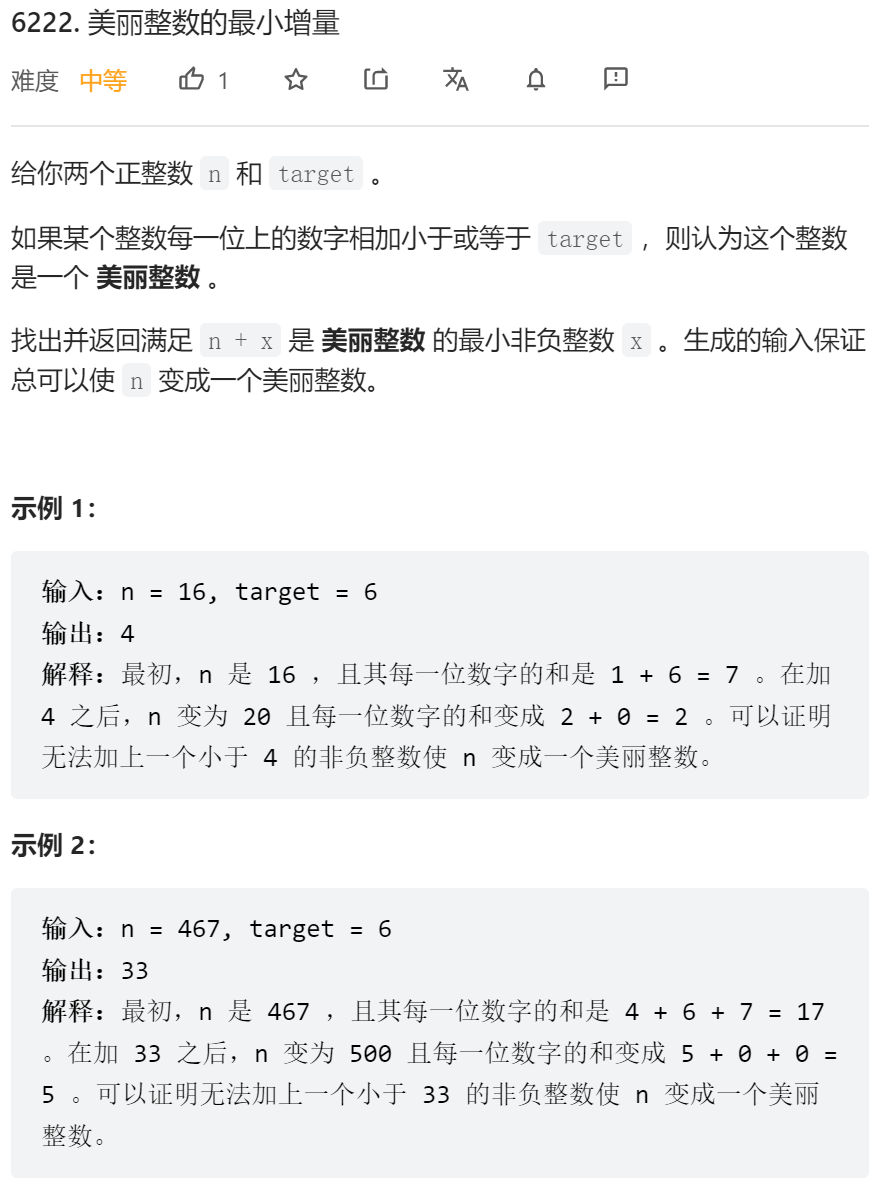 6222. 美丽整数的最小增量
难度 中等 1
给你两个正整数 n 和 target 。
如果某个整数每一位上的数字相加小于或等于 target ，则认为这个整数
是一个 美丽整数 。
找出并返回满足 n + x 是 美丽整数 的最小非负整数 x 。生成的输入保证
总可以使 n 变成一个美丽整数。
示例 1：
输入：n = 16, target = 6
输出：4
解释：最初，n 是 16 ，且其每一位数字的和是 1 + 6 = 7 。在加
4 之后，n 变为 20 且每一位数字的和变成 2 + 0 = 2 。可以证明
无法加上一个小于 4 的非负整数使 n 变成一个美丽整数。
示例 2：
输入：n = 467, target = 6
输出：33
解释：最初，n 是 467 ，且其每一位数字的和是 4 + 6 + 7 = 17
。在加 33 之后，n 变为 500 且每一位数字的和变成 5 + 0 + 0 =
5 。可以证明无法加上一个小于 33 的非负整数使 n 变成一个美丽
整数。